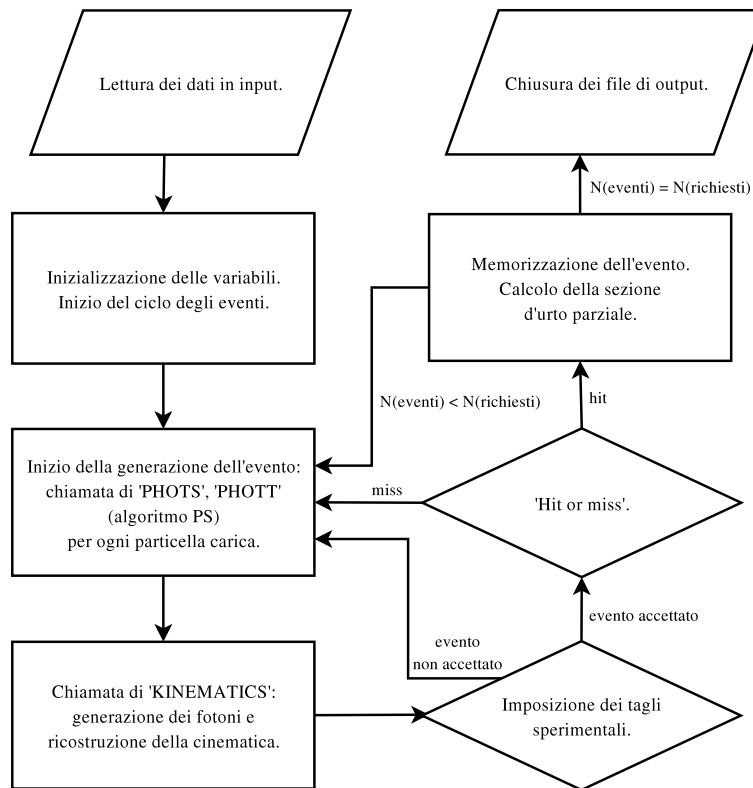 Lettura dei dati in input.
Chiusura dei file di output.
N(eventi) = N(richiesti)
Inizializzazione delle variabili.
Inizio del ciclo degli eventi.
Memorizzazione dell'evento.
Calcolo della sezione
d'urto parziale.
N(eventi) < N(richiesti)
hit
Inizio della generazione dell'evento:
chiamata di 'PHOTS', 'PHOTT'
(algoritmo PS)
per ogni particella carica.
miss
'Hit or miss'.
evento accettato
evento
non accettato
Chiamata di 'KINEMATICS':
generazione dei fotoni e
ricostruzione della cinematica.
Imposizione dei tagli
sperimentali.